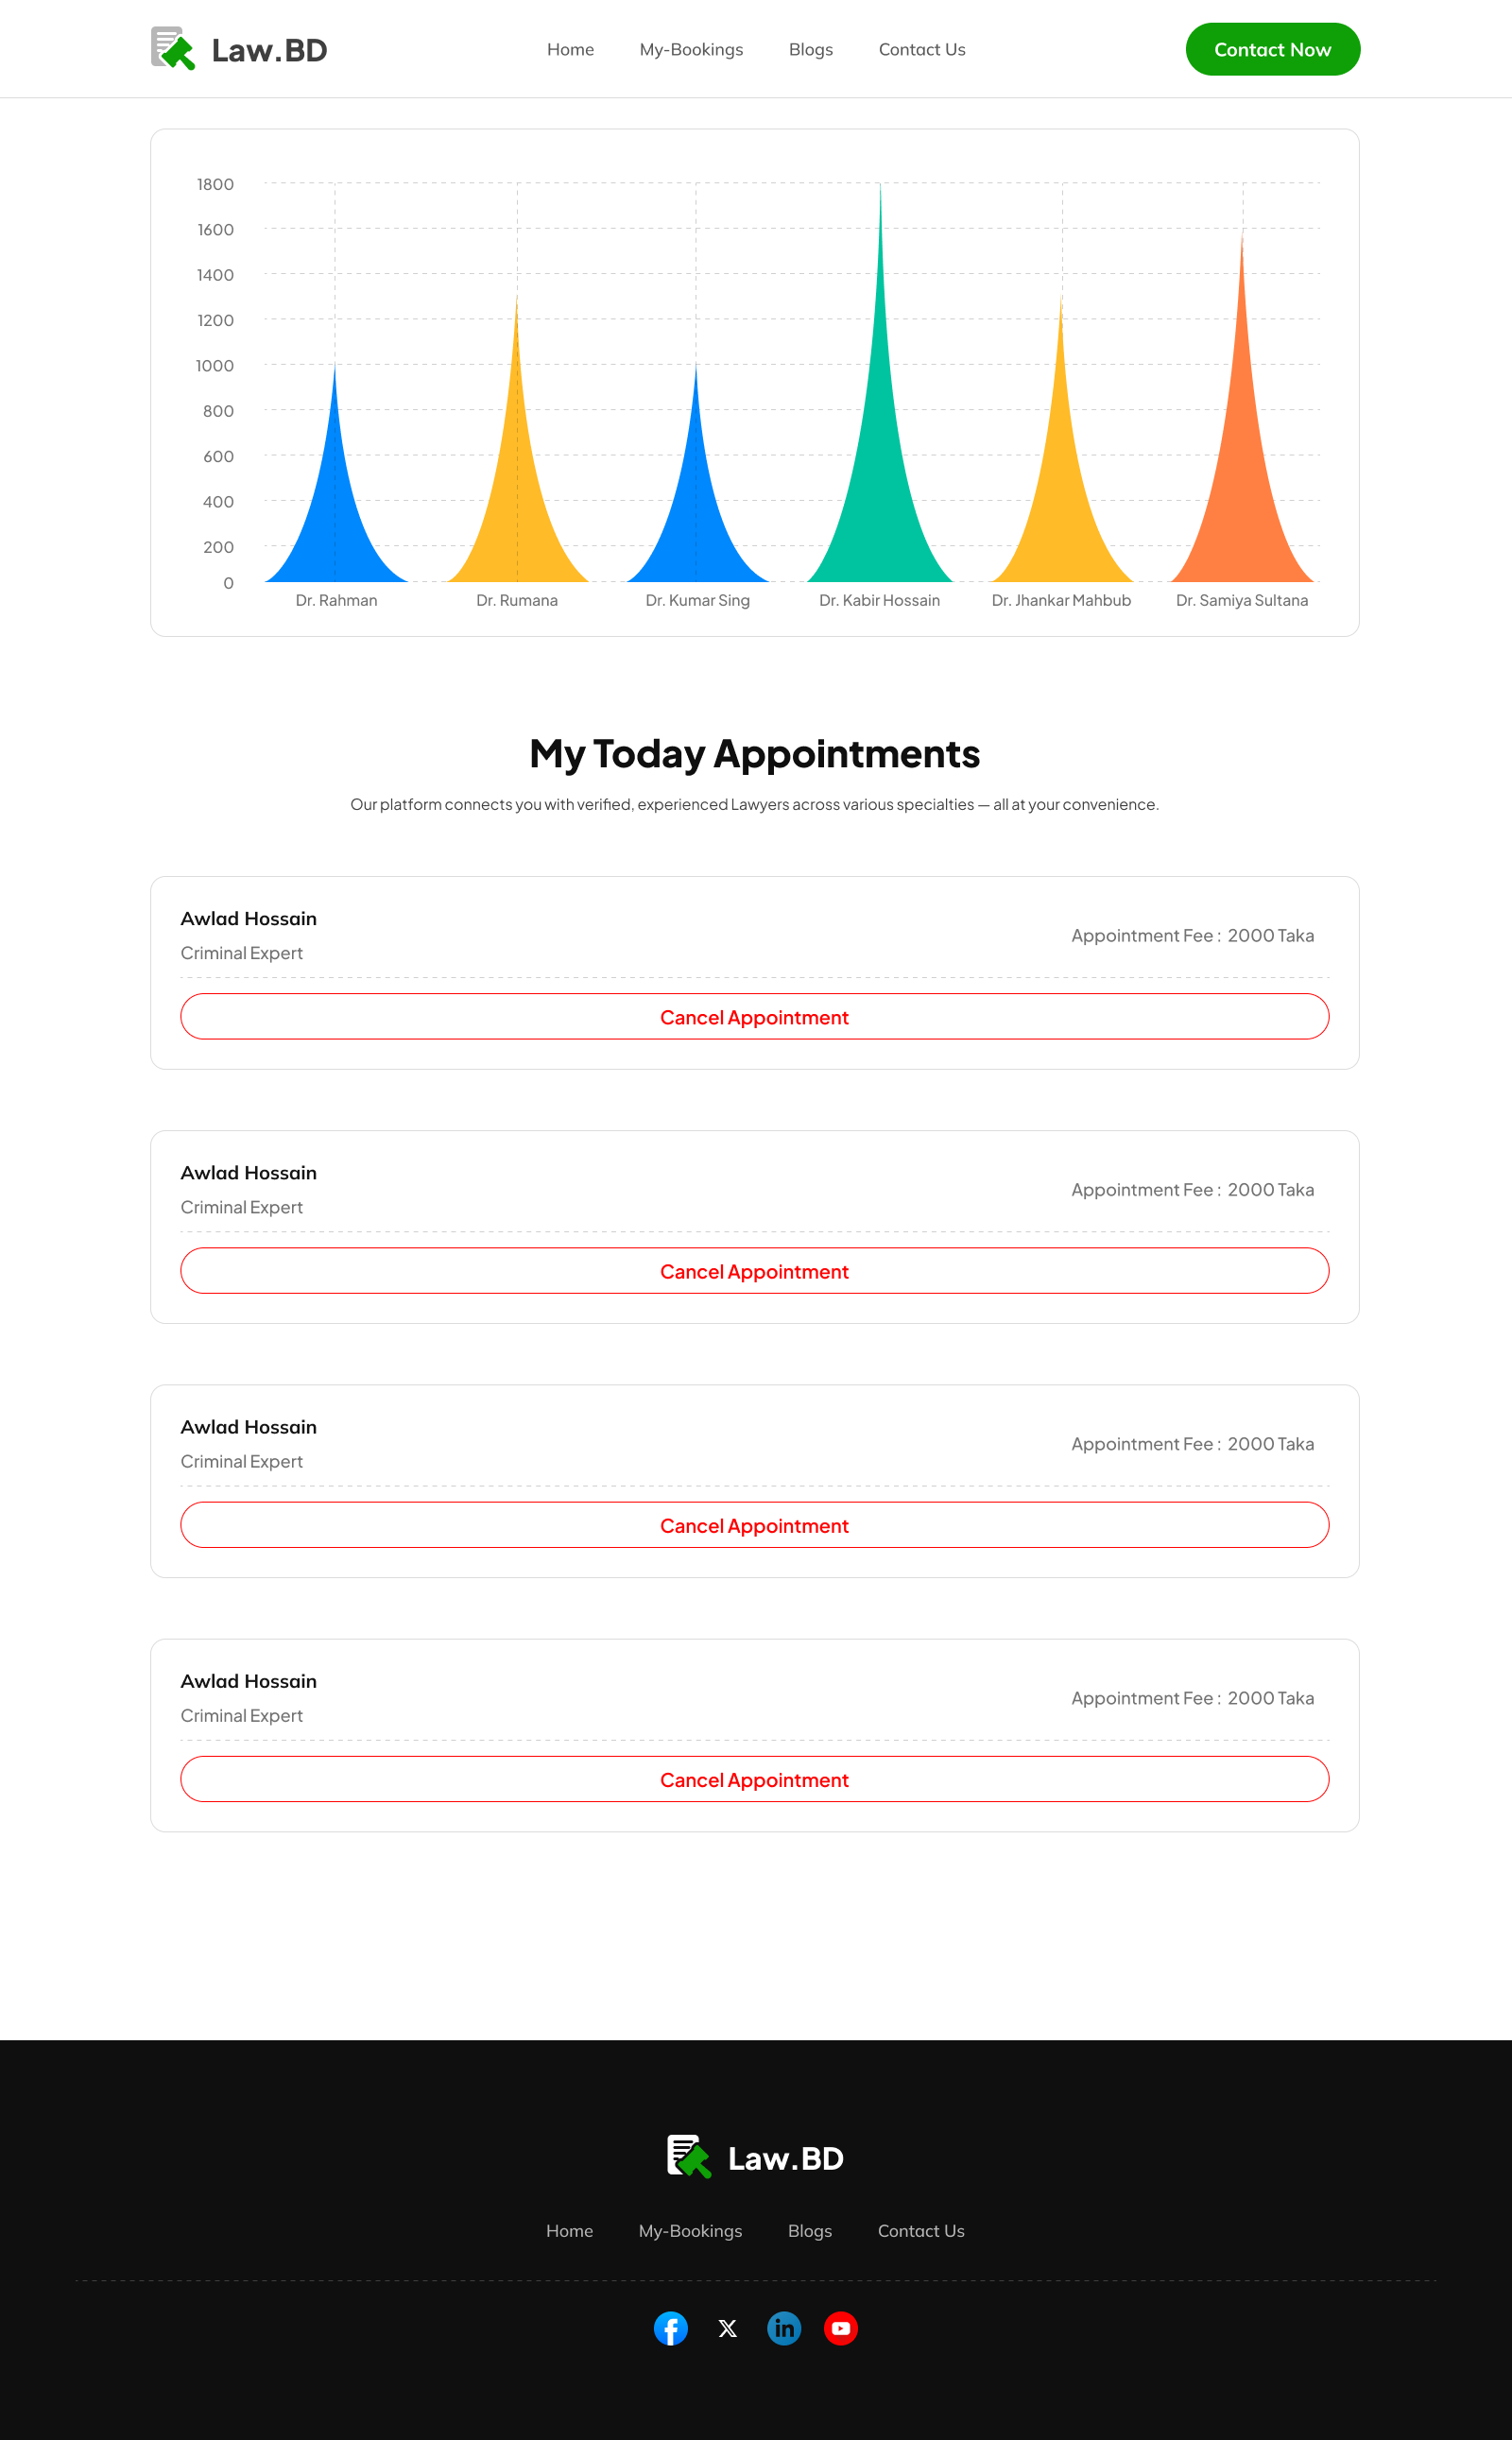 Law.BD
Home My-Bookings Blogs Contact Us
Contact Now
1800
1600
1400
1200
1000
800
600
400
200
0
Dr. Rahman Dr. Rumana Dr. Kumar Sing Dr. Kabir Hossain Dr. Jhankar Mahbub Dr. Samiya Sultana
My Today Appointments
Our platform connects you with verified, experienced Lawyers across various specialties — all at your convenience.
Awlad Hossain
Criminal Expert
Appointment Fee : 2000 Taka
Cancel Appointment
Awlad Hossain
Criminal Expert
Appointment Fee : 2000 Taka
Cancel Appointment
Awlad Hossain
Criminal Expert
Appointment Fee : 2000 Taka
Cancel Appointment
Awlad Hossain
Criminal Expert
Appointment Fee : 2000 Taka
Cancel Appointment
Law.BD
Home My-Bookings Blogs Contact Us